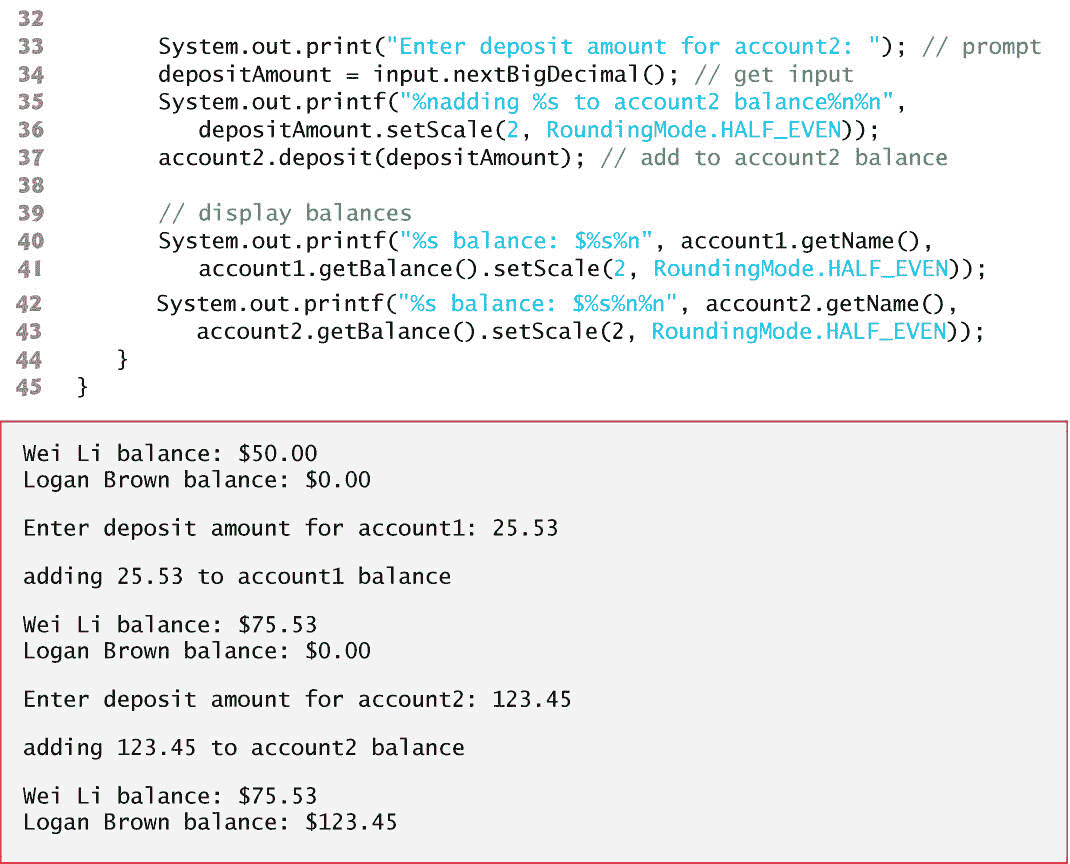 32
33 System.out.print("Enter deposit amount for account2: "); // prompt
34 depositAmount = input.nextBigDecimal(); // get input
35 System.out.printf("%nadding %s to account2 balance%n%n",
36 depositAmount.setScale(2, RoundingMode.HALF_EVEN));
37 account2.deposit(depositAmount); // add to account2 balance
38
39 // display balances
40 System.out.printf("%s balance: $%s%n", account1.getName(),
41 account1.getBalance().setScale(2, RoundingMode.HALF_EVEN));
42 System.out.printf("%s balance: $%s%n%n", account2.getName(),
43 account2.getBalance().setScale(2, RoundingMode.HALF_EVEN));
44 }
45 }
Wei Li balance: $50.00
Logan Brown balance: $0.00
Enter deposit amount for account1: 25.53
adding 25.53 to account1 balance
Wei Li balance: $75.53
Logan Brown balance: $0.00
Enter deposit amount for account2: 123.45
adding 123.45 to account2 balance
Wei Li balance: $75.53
Logan Brown balance: $123.45